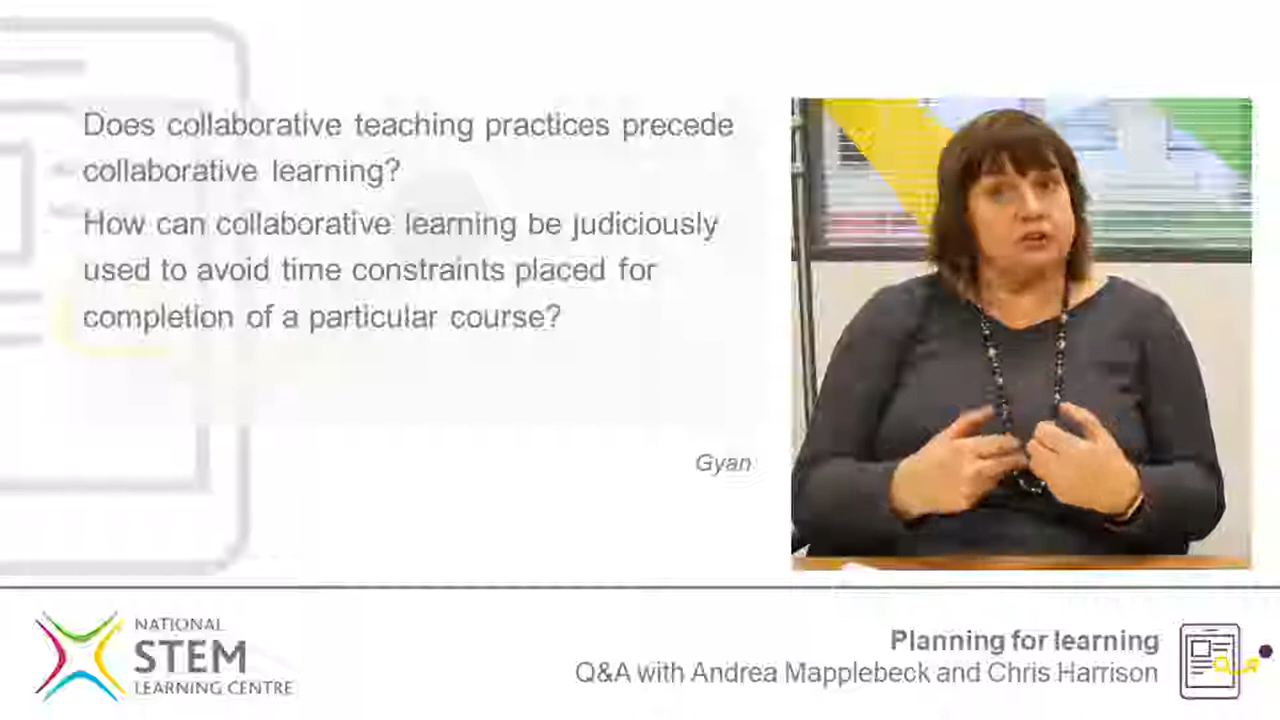 Does collaborative teaching practices precede
collaborative learning?
How can collaborative learning be judiciously
used to avoid time constraints placed for
completion of a particular course?
Gyan
NATIONAL
STEM
LEARNING CENTRE
Planning for learning
Q&A with Andrea Mapplebeck and Chris Harrison